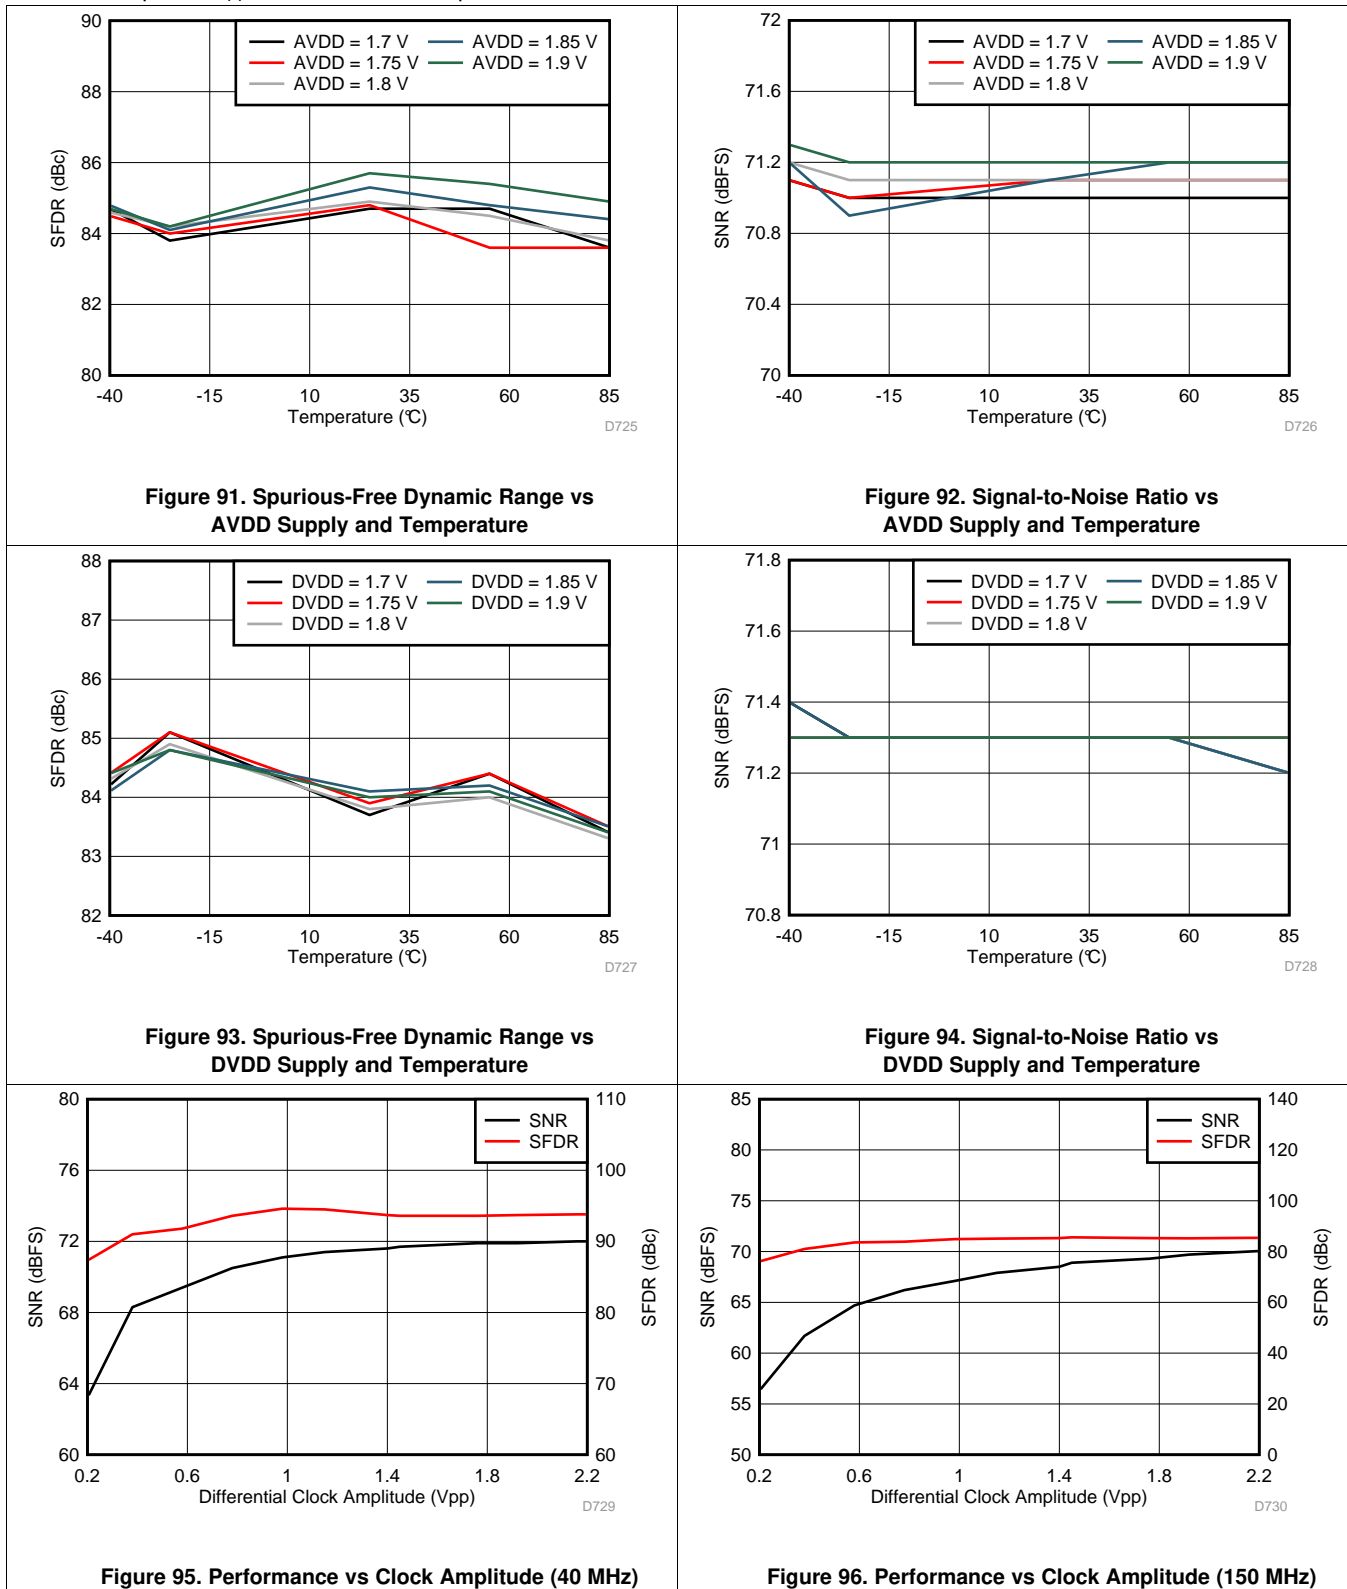 90
88
86
84
82
80
SFDR (dBc)
AVDD = 1.7 V
AVDD = 1.75 V
AVDD = 1.8 V
AVDD = 1.85 V
AVDD = 1.9 V
-40 -15 10 35 60 85
Temperature (°C)
D725
Figure 91. Spurious-Free Dynamic Range vs
AVDD Supply and Temperature
72
71.6
71.2
70.8
70.4
70
SNR (dBFS)
AVDD = 1.7 V
AVDD = 1.75 V
AVDD = 1.8 V
AVDD = 1.85 V
AVDD = 1.9 V
-40 -15 10 35 60 85
Temperature (°C)
D726
Figure 92. Signal-to-Noise Ratio vs
AVDD Supply and Temperature
88
87
86
85
84
83
82
SFDR (dBc)
DVDD = 1.7 V
DVDD = 1.75 V
DVDD = 1.8 V
DVDD = 1.85 V
DVDD = 1.9 V
-40 -15 10 35 60 85
Temperature (°C)
D727
Figure 93. Spurious-Free Dynamic Range vs
DVDD Supply and Temperature
71.8
71.6
71.4
71.2
71
70.8
SNR (dBFS)
DVDD = 1.7 V
DVDD = 1.75 V
DVDD = 1.8 V
DVDD = 1.85 V
DVDD = 1.9 V
-40 -15 10 35 60 85
Temperature (°C)
D728
Figure 94. Signal-to-Noise Ratio vs
DVDD Supply and Temperature
80
76
72
68
64
60
SNR (dBFS)
SNR
SFDR
110
100
90
80
70
60
SFDR (dBc)
0.2 0.6 1 1.4 1.8 2.2
Differential Clock Amplitude (Vpp)
D729
Figure 95. Performance vs Clock Amplitude (40 MHz)
85
80
75
70
65
60
55
50
SNR (dBFS)
SNR
SFDR
140
120
100
80
60
40
20
0
SFDR (dBc)
0.2 0.6 1 1.4 1.8 2.2
Differential Clock Amplitude (Vpp)
D730
Figure 96. Performance vs Clock Amplitude (150 MHz)